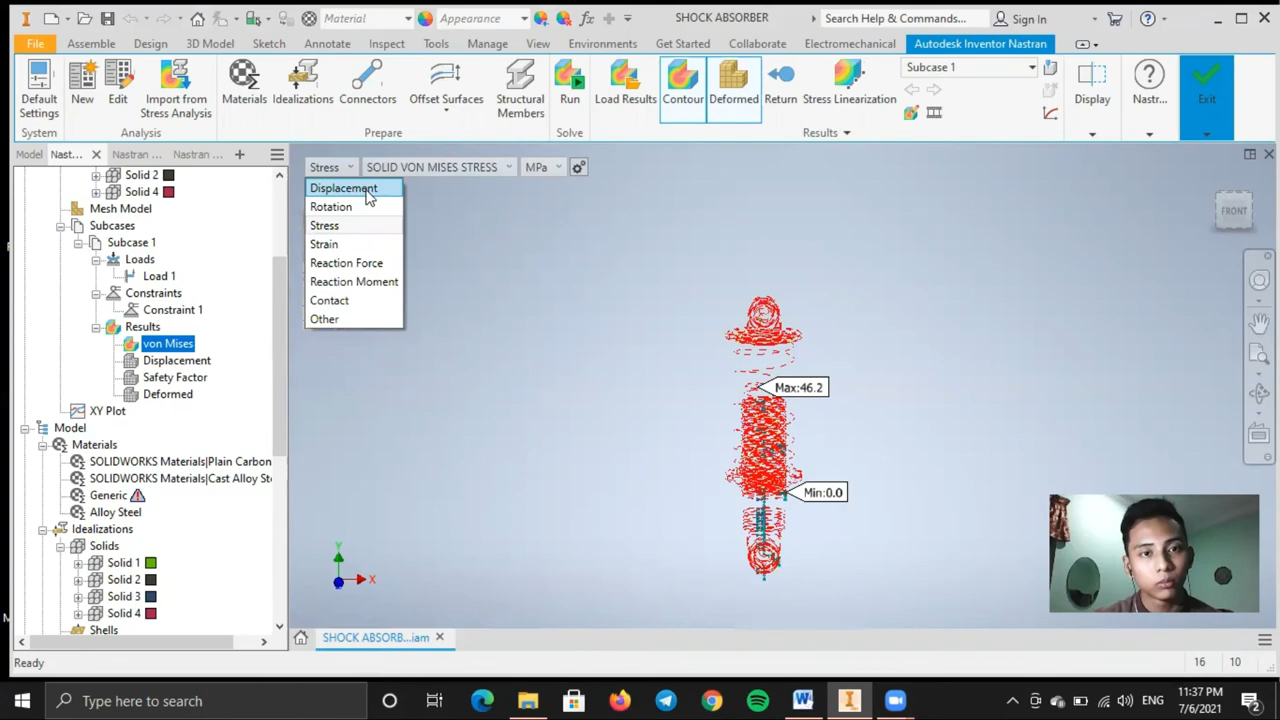 Material
Appearance
SHOCK ABSORBER
Search Help & Commands...
Sign In
File
Assemble
Design
3D Model
Sketch
Annotate
Inspect
Tools
Manage
View
Environments
Get Started
Collaborate
Electromechanical
Autodesk Inventor Nastran
Default Settings
New
Edit
Import from Stress Analysis
Materials
Idealizations
Connectors
Offset Surfaces
Structural Members
Run
Load Results
Contour
Deformed
Return
Stress Linearization
Subcase 1
Display
Nastr...
Exit
System
Analysis
Prepare
Solve
Results
Model
Nast...
Nastran ...
Nastran ...
Stress
SOLID VON MISES STRESS
MPa
Solid 2
Solid 4
Mesh Model
Subcases
Subcase 1
Loads
Load 1
Constraints
Constraint 1
Results
von Mises
Displacement
Safety Factor
Deformed
XY Plot
Model
Materials
SOLIDWORKS Materials|Plain Carbon
SOLIDWORKS Materials|Cast Alloy Ste
Generic
Alloy Steel
Idealizations
Solids
Solid 1
Solid 2
Solid 3
Solid 4
Shells
Displacement
Rotation
Stress
Strain
Reaction Force
Reaction Moment
Contact
Other
FRONT
Max:46.2
Min:0.0
Y
X
SHOCK ABSORB...iam
Ready
16
10
Type here to search
ENG
11:37 PM
7/6/2021
2